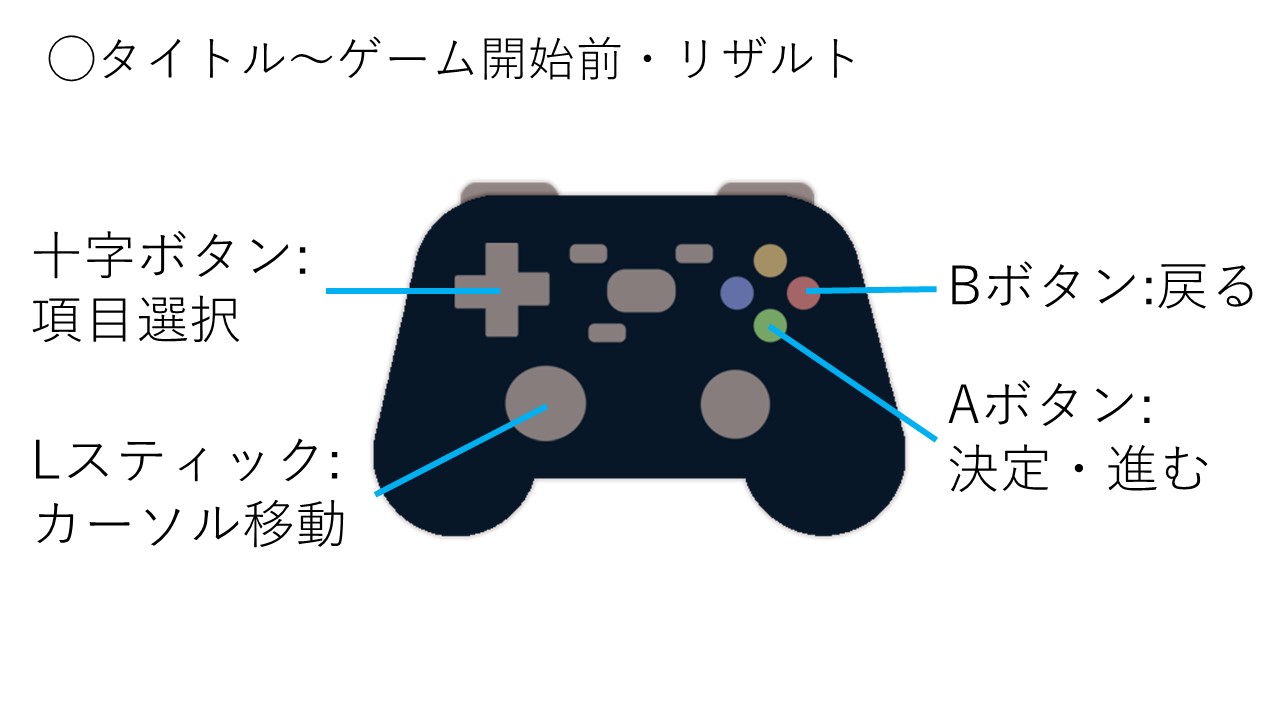 ◯タイトル～ゲーム開始前・リザルト
十字ボタン:
項目選択
Lスティック:
カーソル移動
Bボタン:戻る
Aボタン:
決定・進む